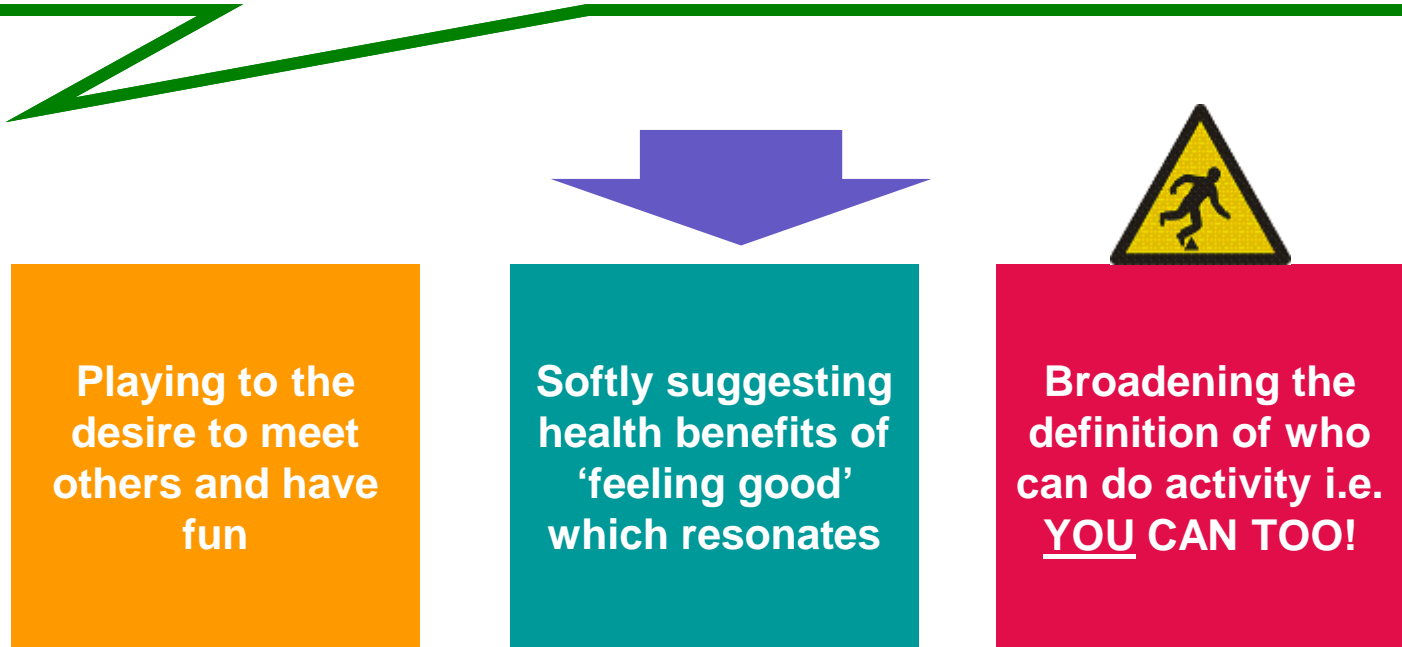 Playing to the
desire to meet
others and have
fun
Softly suggesting
health benefits of
‘feeling good’
which resonates
Broadening the
definition of who
can do activity i.e.
YOU CAN TOO!